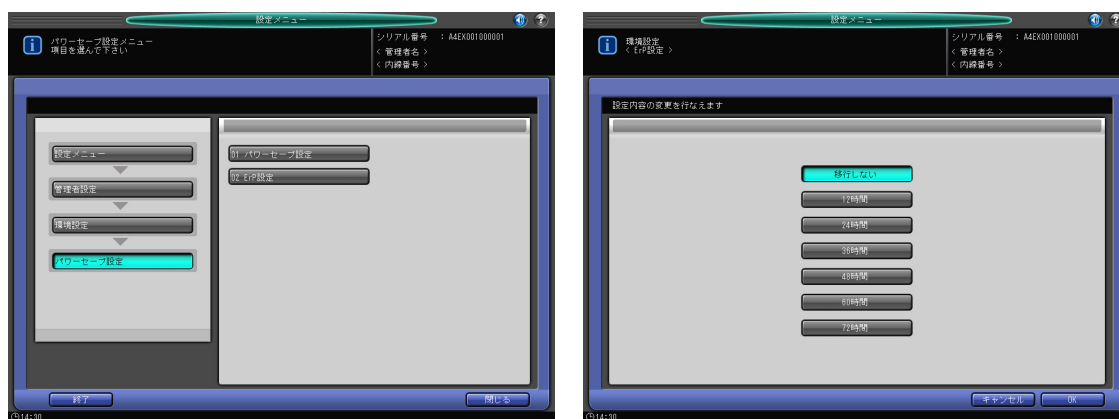 設定メニュー
パワーセーブ設定メニュー
項目を選んで下さい
シリアル番号 : A4EX001000001
< 管理者名 >
< 内線番号 >
設定メニュー
管理者設定
環境設定
パワーセーブ設定
01 パワーセーブ設定
02 ErP設定
終了
閉じる
14:30
設定メニュー
環境設定
< ErP設定 >
シリアル番号 : A4EX001000001
< 管理者名 >
< 内線番号 >
設定内容の変更を行なえます
移行しない
12時間
24時間
36時間
48時間
60時間
72時間
キャンセル
OK
14:30